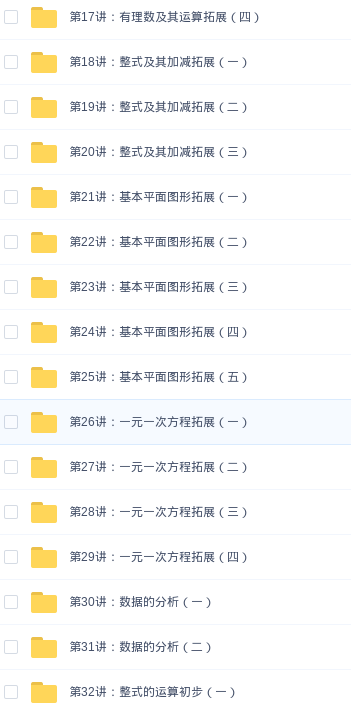 第17讲：有理数及其运算拓展（四）
第18讲：整式及其加减拓展（一）
第19讲：整式及其加减拓展（二）
第20讲：整式及其加减拓展（三）
第21讲：基本平面图形拓展（一）
第22讲：基本平面图形拓展（二）
第23讲：基本平面图形拓展（三）
第24讲：基本平面图形拓展（四）
第25讲：基本平面图形拓展（五）
第26讲：一元一次方程拓展（一）
第27讲：一元一次方程拓展（二）
第28讲：一元一次方程拓展（三）
第29讲：一元一次方程拓展（四）
第30讲：数据的分析（一）
第31讲：数据的分析（二）
第32讲：整式的运算初步（一）